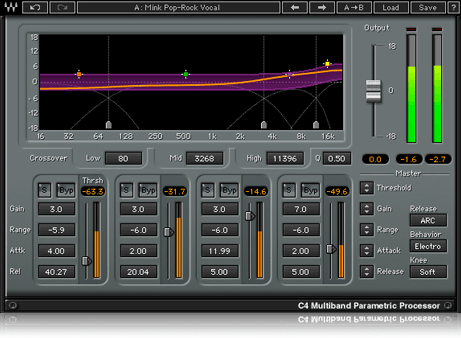 A: Mink Pop-Rock Vocal
A→B
Load
Save
?
Output
18 12 6 0 -6 -12 -18
16 32 64 128 250 500 1k 2k 4k 8k 16k
18
0
-18
0.0 -1.6 -2.7
Crossover Low 80 Mid 3268 High 11396 Q 0.50
Master
Thrsh
S Byp -63.3 S Byp -31.7 S Byp -14.6 S Byp -49.6
Threshold
Gain 3.0 3.0 3.0 7.0 Gain
Range -5.9 -6.0 -6.0 -6.0 Range
Attk 4.00 2.00 11.99 2.00 Attack
Rel 40.27 20.04 5.00 5.00 Release
Release
ARC
Behavior
Electro
Knee
Soft
C4 Multiband Parametric Processor